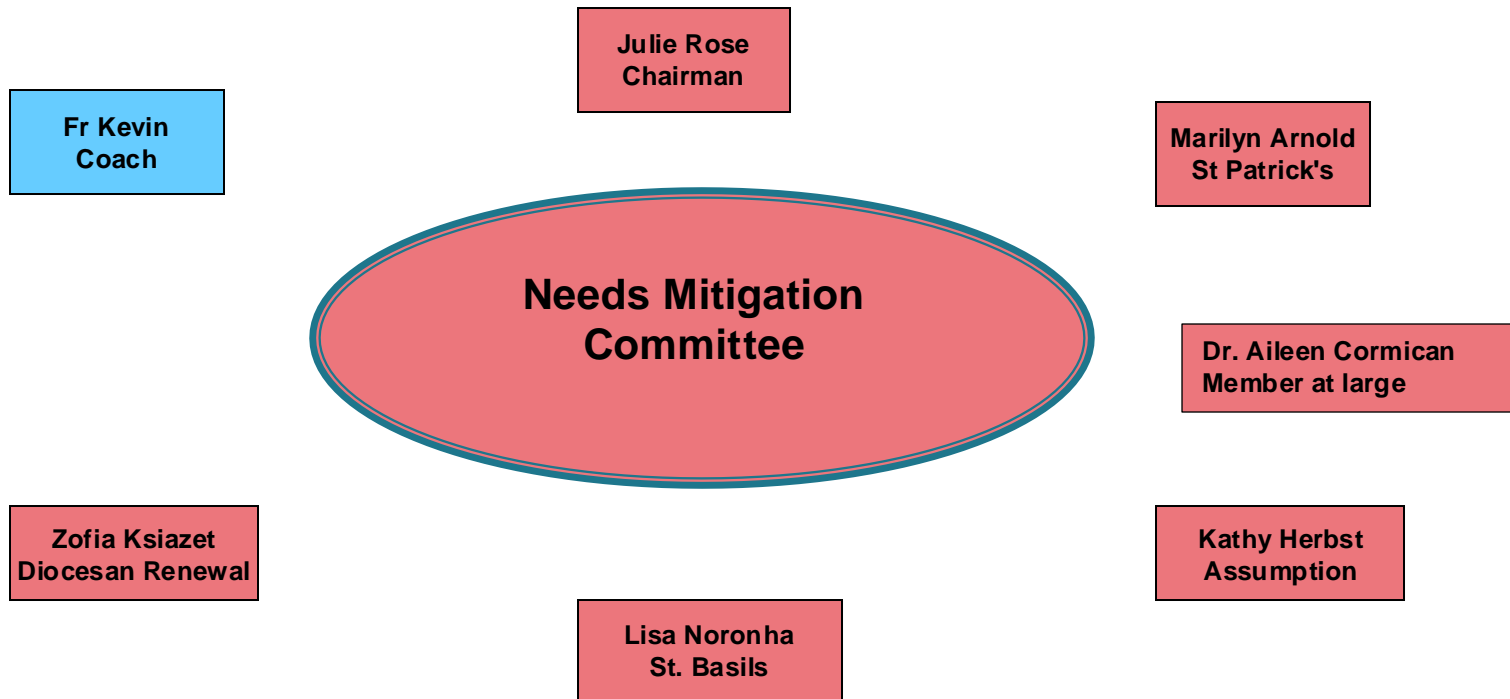 Julie Rose
Chairman
Fr Kevin
Coach
Marilyn Arnold
St Patrick's
Needs Mitigation
Committee
Dr. Aileen Cormican
Member at large
Zofia Ksiazet
Diocesan Renewal
Kathy Herbst
Assumption
Lisa Noronha
St. Basils